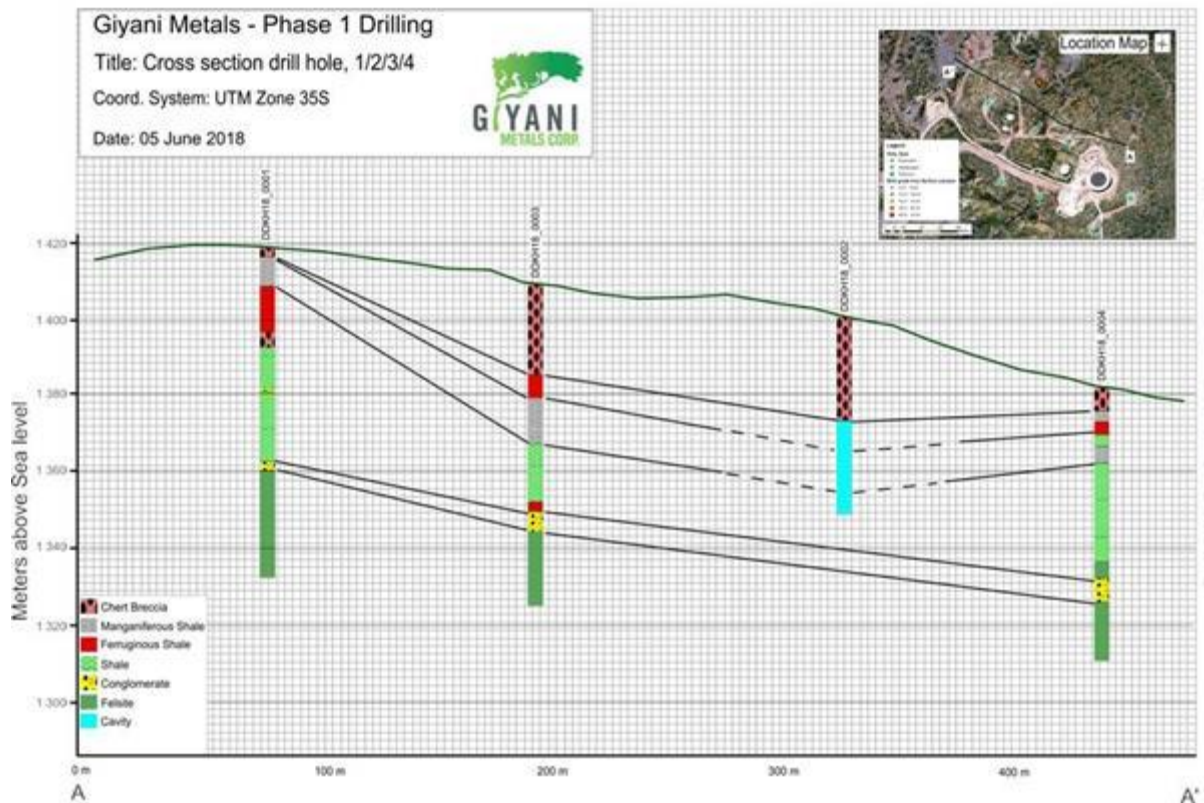 Giyani Metals - Phase 1 Drilling
Title: Cross section drill hole, 1/2/3/4
Coord. System: UTM Zone 35S
Date: 05 June 2018
GIYANI
METALS CORP.
Location Map
A'
A
Legend
DDKH18_0001
DDKH18_0003
DDKH18_0002
DDKH18_0004
Meters above Sea level
1 420
1 400
1 380
1 360
1 340
1 320
1 300
Chert Breccia
Manganiferous Shale
Ferruginous Shale
Shale
Conglomerate
Felsite
Cavity
0 m
100 m
200 m
300 m
400 m
A
A'